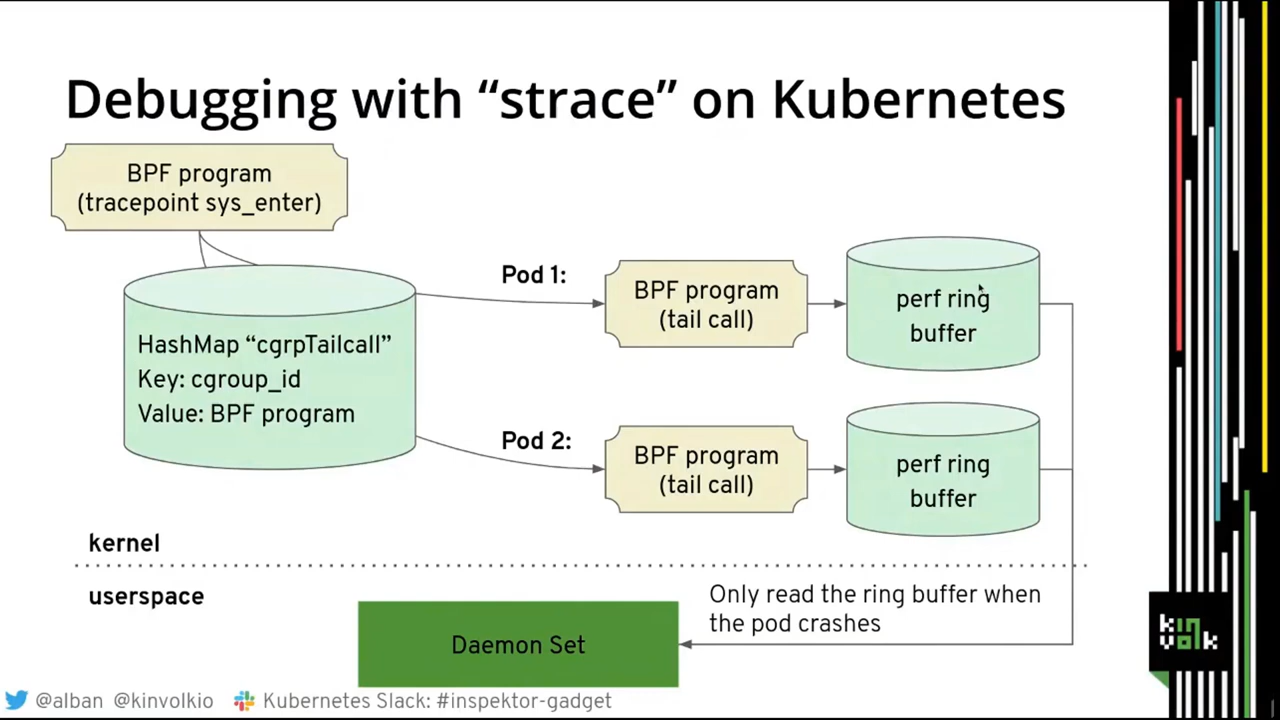 Debugging with “strace” on Kubernetes
BPF program
(tracepoint sys_enter)
HashMap “cgrpTailcall”
Key: cgroup_id
Value: BPF program
Pod 1:
BPF program
(tail call)
perf ring
buffer
Pod 2:
BPF program
(tail call)
perf ring
buffer
kernel
userspace
Only read the ring buffer when
the pod crashes
Daemon Set
kin
volk
@alban @kinvolkio Kubernetes Slack: #inspektor-gadget